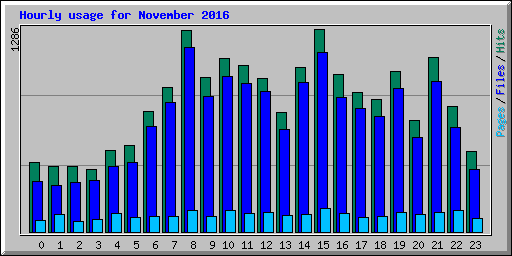 Hourly usage for November 2016
1286
Pages/Files/Hits
0 1 2 3 4 5 6 7 8 9 10 11 12 13 14 15 16 17 18 19 20 21 22 23